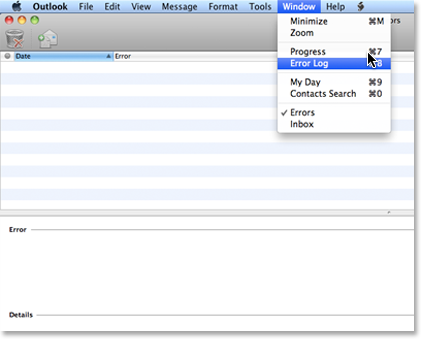 Outlook File Edit View Message Format Tools Window Help
Minimize ⌘M
Zoom
Progress ⌘7
Error Log 8
My Day ⌘9
Contacts Search ⌘0
✓ Errors
Inbox
Date Error
Error
Details